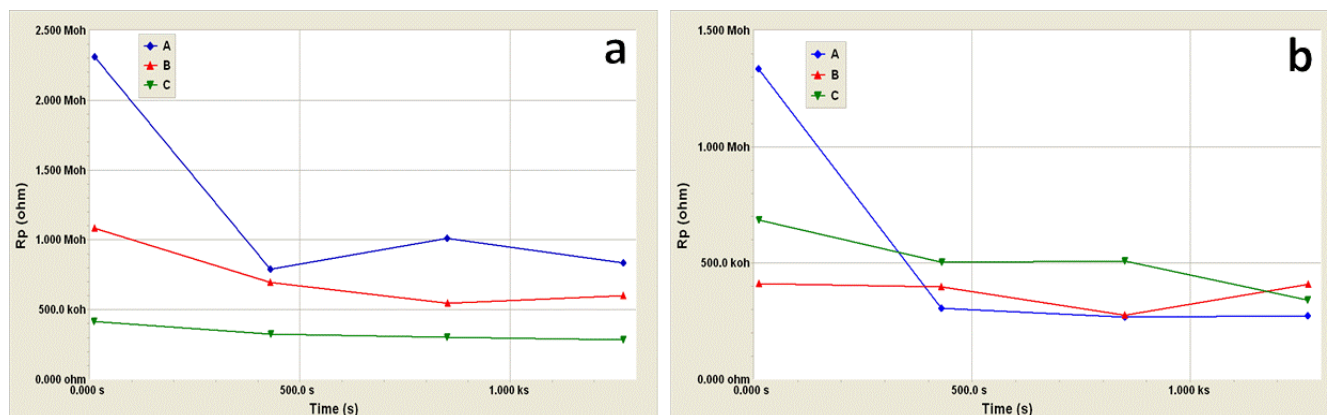 a
A
B
C
2.500 Moh
2.000 Moh
1.500 Moh
1.000 Moh
500.0 koh
0.000 ohm
Rp (ohm)
0.000 s
500.0 s
1.000 ks
Time (s)
b
A
B
C
1.500 Moh
1.000 Moh
500.0 koh
0.000 ohm
Rp (ohm)
0.000 s
500.0 s
1.000 ks
Time (s)